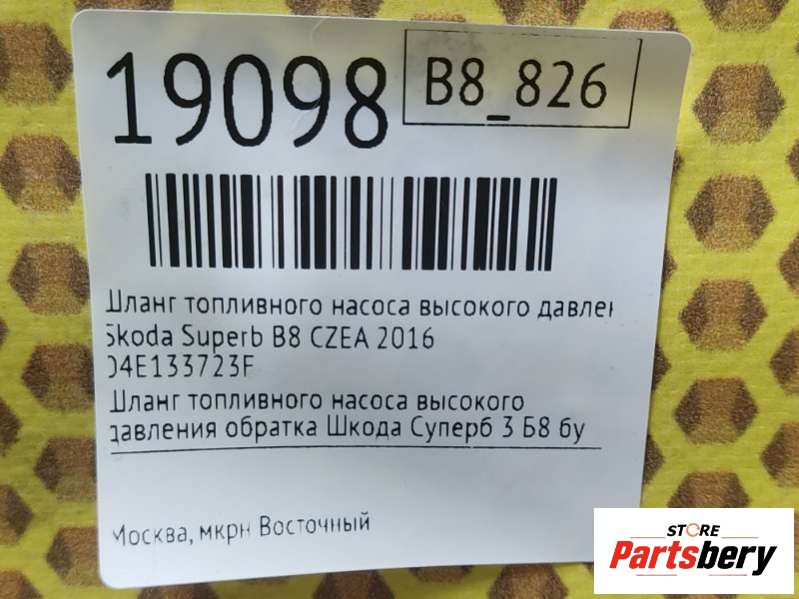 19098
B8_826
Шланг топливного насоса высокого давлен
Skoda Superb B8 CZEA 2016
04E133723F
Шланг топливного насоса высокого
давления обратка Шкода Суперб 3 Б8 бу
Москва, мкрн Восточный
STORE
Partsbery